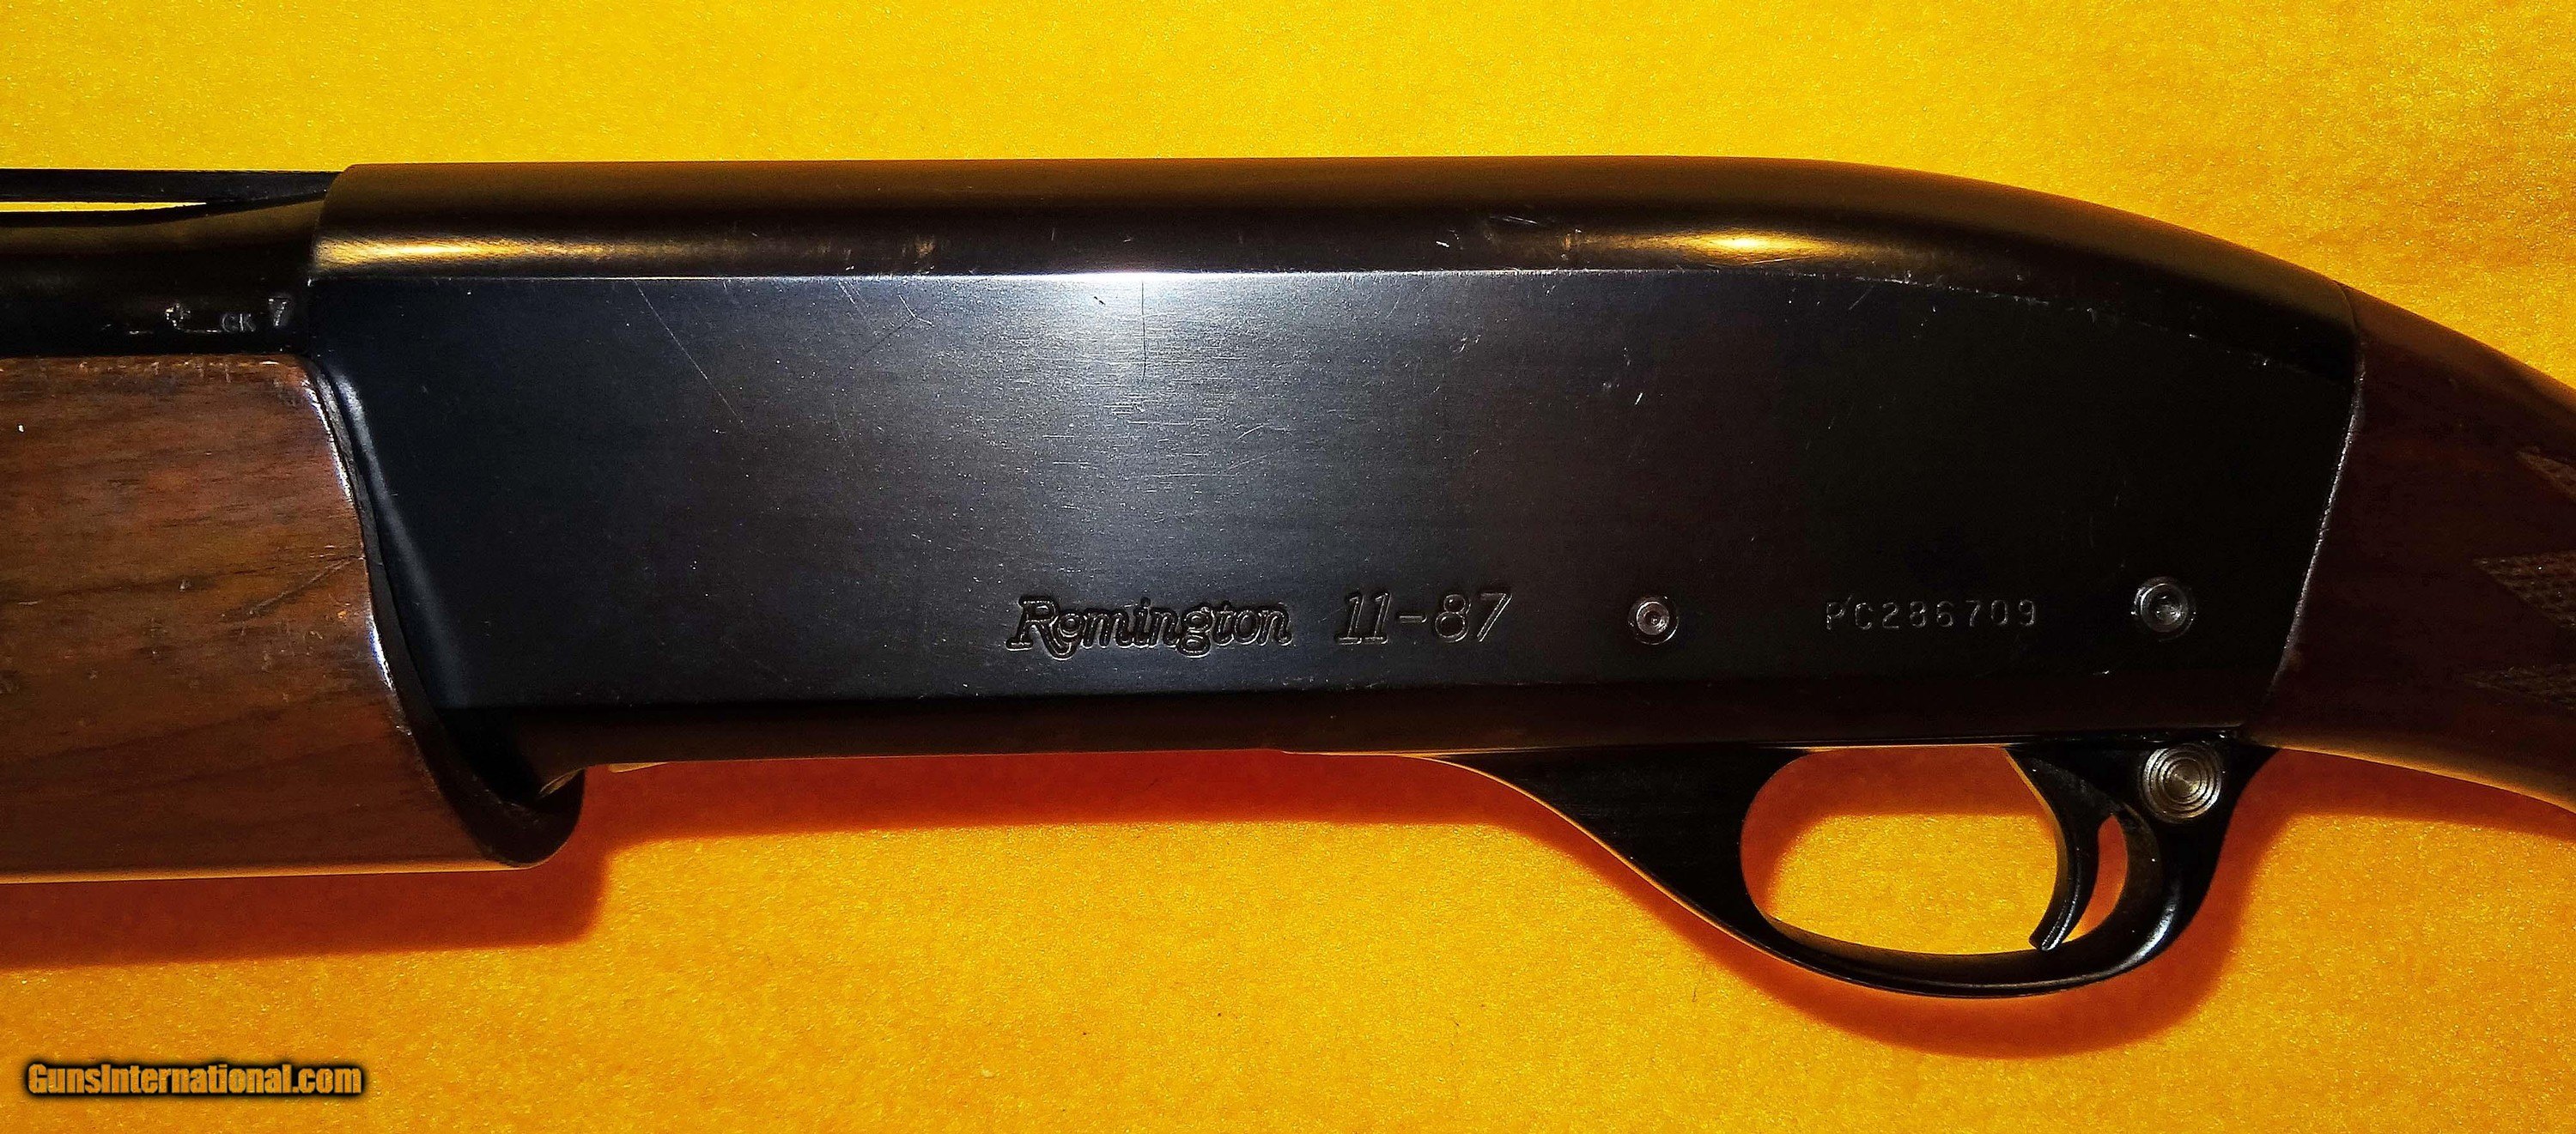 CK 7
Remington 11-87
PC286709
GunsInternational.com